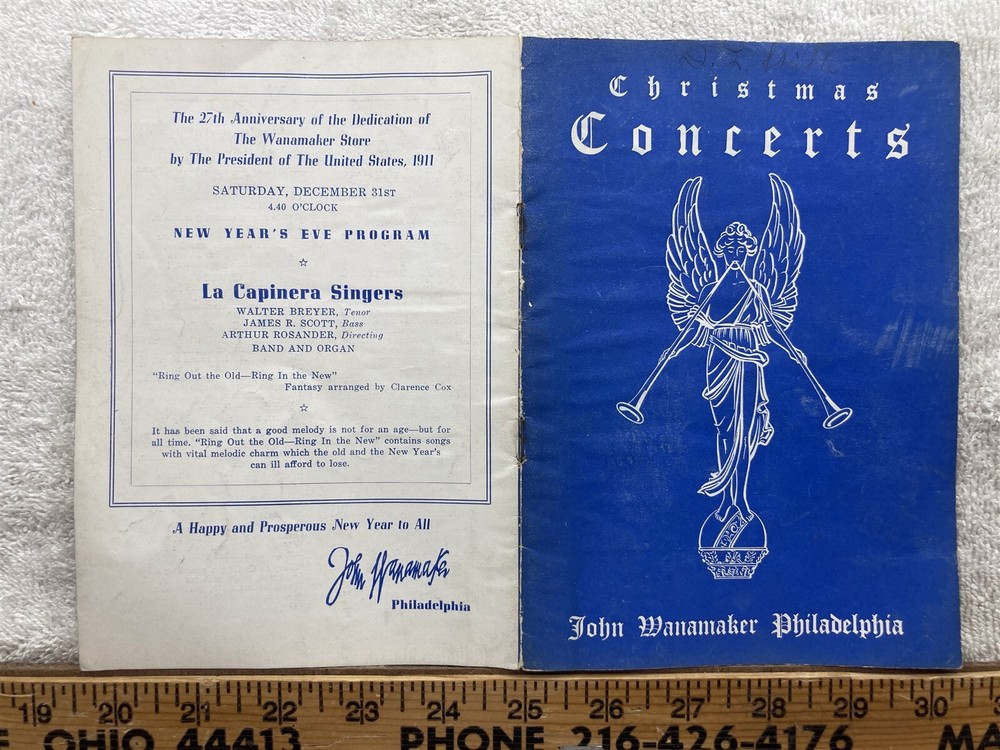 The 27th Anniversary of the Dedication of
The Wanamaker Store
by The President of The United States, 1911
SATURDAY, DECEMBER 31ST
4.40 O'CLOCK
NEW YEAR'S EVE PROGRAM
La Capinera Singers
WALTER BREYER, Tenor
JAMES R. SCOTT, Bass
ARTHUR ROSANDER, Directing
BAND AND ORGAN
"Ring Out the Old—Ring In the New"
Fantasy arranged by Clarence Cox
It has been said that a good melody is not for an age—but for
all time. "Ring Out the Old—Ring In the New" contains songs
with vital melodic charm which the old and the New Year's
can ill afford to lose.
A Happy and Prosperous New Year to All
John Wanamaker
Philadelphia
Christmas
Concerts
John Wanamaker Philadelphia
19 20 21 22 23 24 25 26 27 28 29 30
OHIO 44413 PHONE 216-426-4176 MA